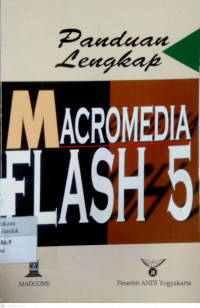 Panduan
Lengkap
MACROMEDIA
FLASH 5
MADCOMS
Penerbit ANDI Yogyakarta